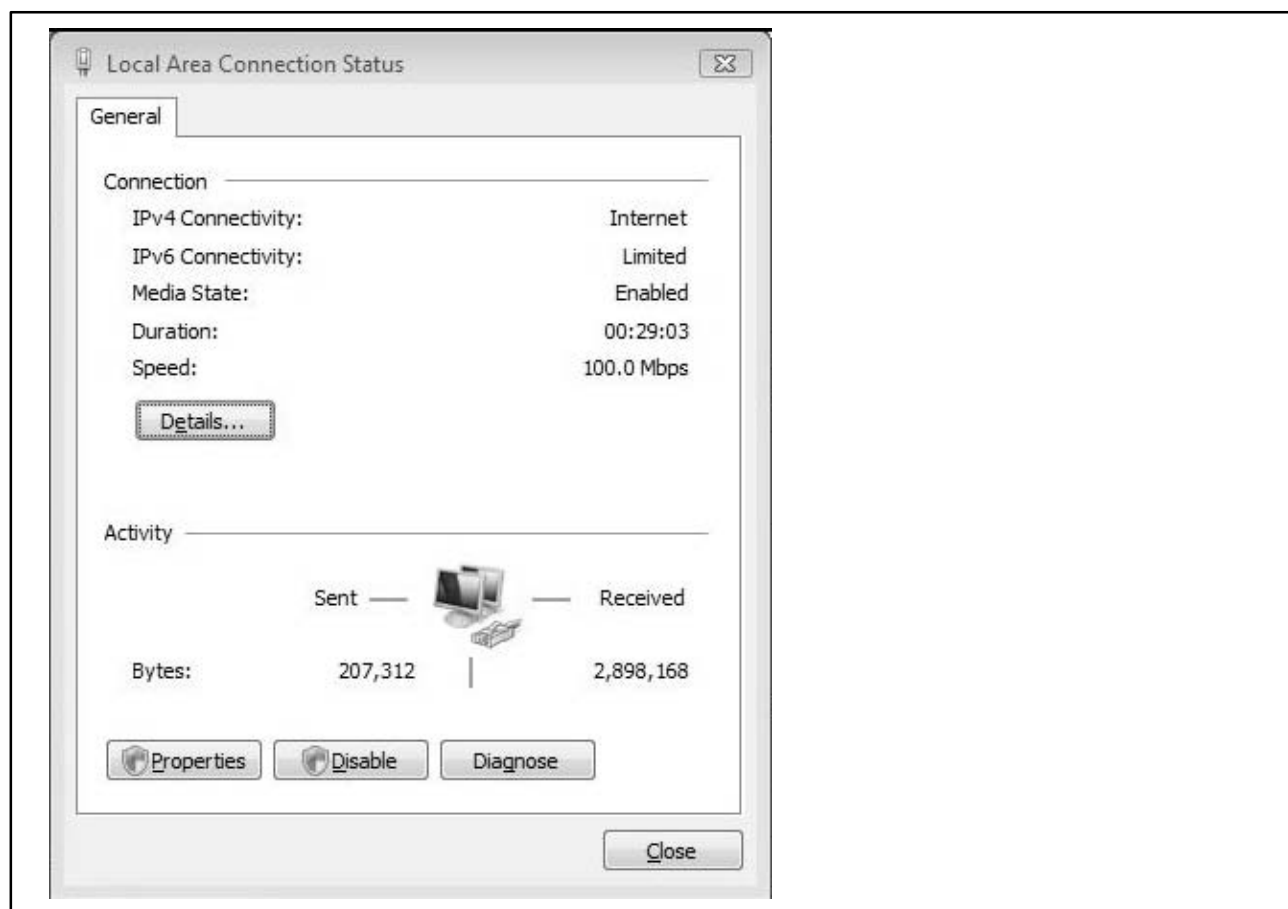 Local Area Connection Status
General
Connection
IPv4 Connectivity: Internet
IPv6 Connectivity: Limited
Media State: Enabled
Duration: 00:29:03
Speed: 100.0 Mbps
Details...
Activity
Sent Received
Bytes: 207,312 2,898,168
Properties Disable Diagnose
Close